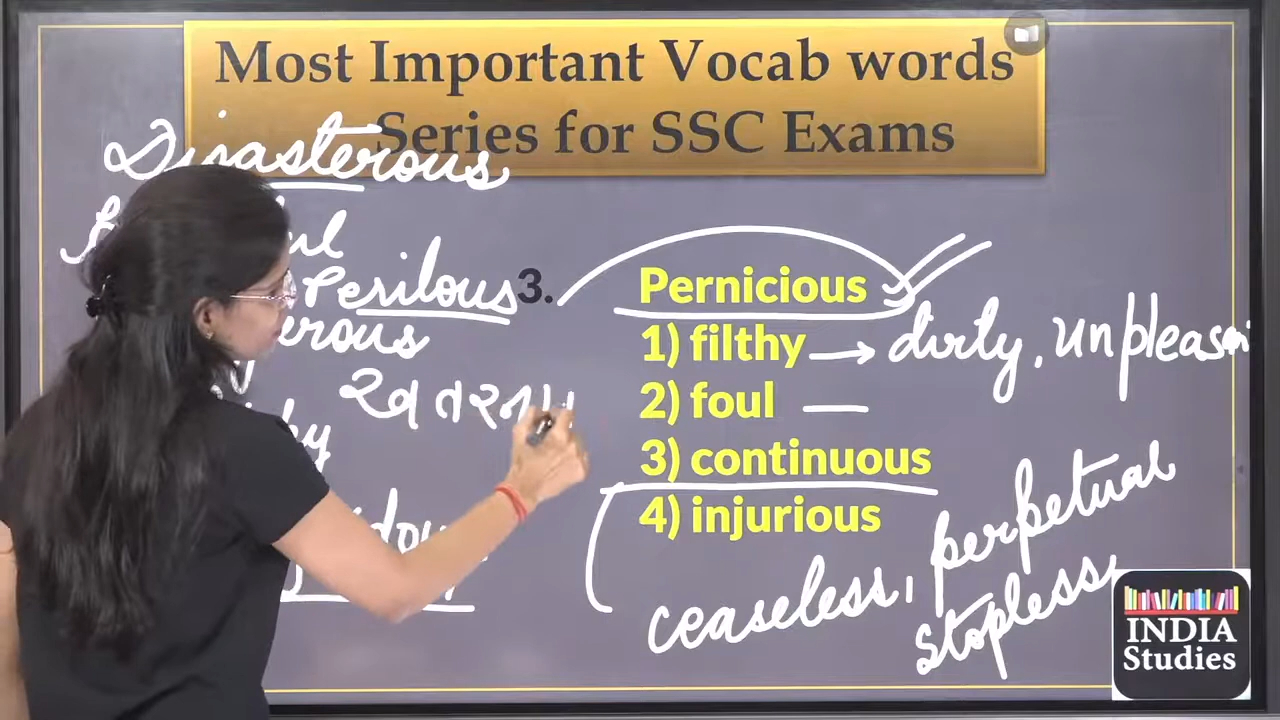 Most Important Vocab words
Series for SSC Exams
Disasterous
Perilous
3.
Pernicious
1) filthy → dirty, unpleasan
2) foul —
3) continuous
4) injurious
ceaseless, perpetual
stopless
INDIA
Studies